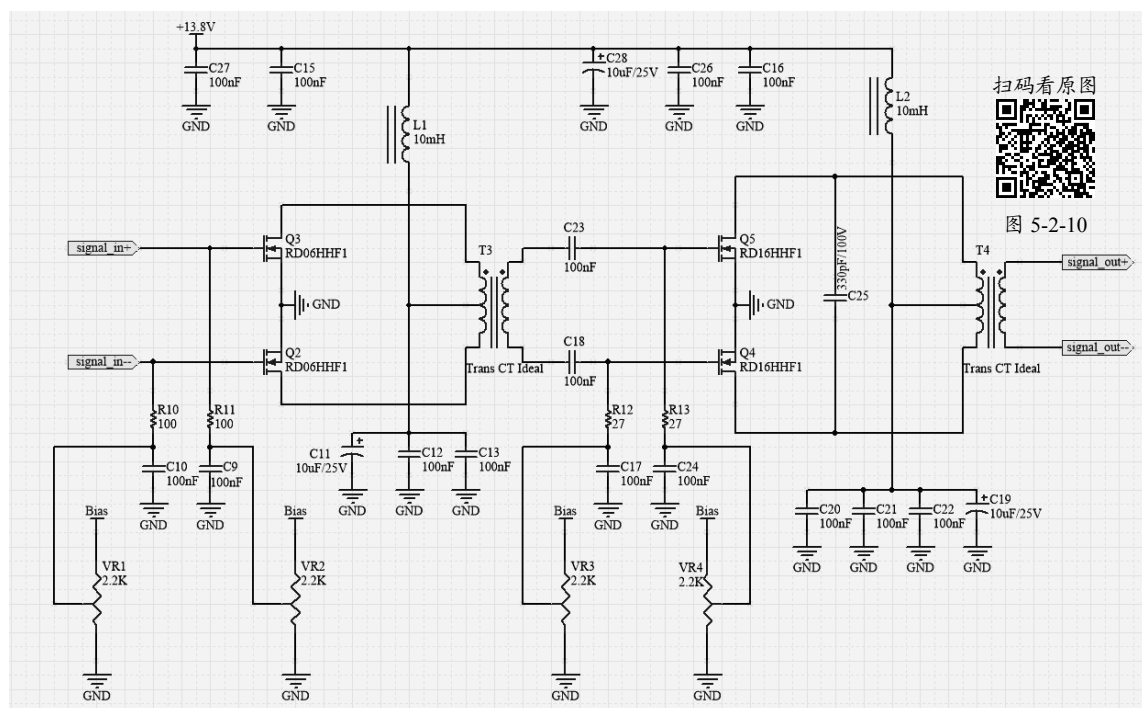 +13.8V
C27
100nF
GND
C15
100nF
GND
L1
10mH
C28
10uF/25V
GND
C26
100nF
GND
C16
100nF
GND
L2
10mH
扫码看原图
图 5-2-10
signal_in+
Q3
RD06HHF1
GND
signal_in--
Q2
RD06HHF1
T3
Trans CT Ideal
C23
100nF
C18
100nF
Q5
RD16HHF1
GND
Q4
RD16HHF1
330pF/100V
C25
T4
Trans CT Ideal
signal_out+
signal_out--
R10
100
R11
100
C10
100nF
GND
C9
100nF
GND
C11
10uF/25V
GND
C12
100nF
GND
C13
100nF
GND
R12
27
R13
27
C17
100nF
GND
C24
100nF
GND
C20
100nF
GND
C21
100nF
GND
C22
100nF
GND
C19
10uF/25V
GND
Bias
VR1
2.2K
GND
Bias
VR2
2.2K
GND
Bias
VR3
2.2K
GND
Bias
VR4
2.2K
GND